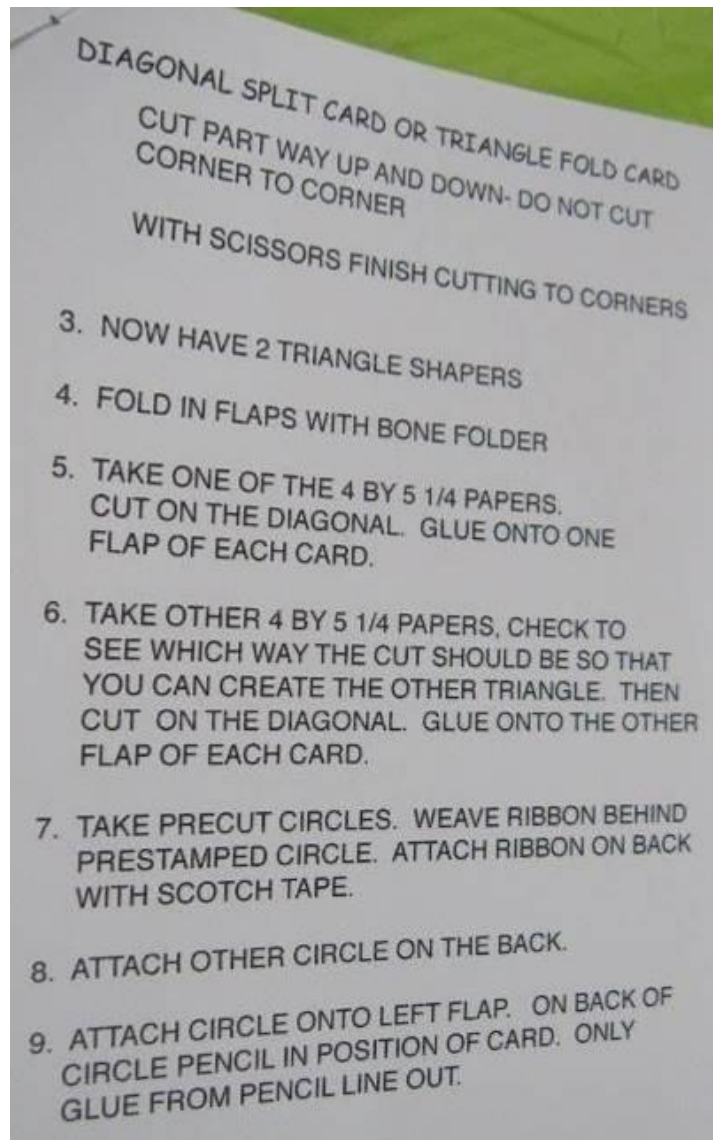 DIAGONAL SPLIT CARD OR TRIANGLE FOLD CARD
CUT PART WAY UP AND DOWN- DO NOT CUT
CORNER TO CORNER
WITH SCISSORS FINISH CUTTING TO CORNERS
3. NOW HAVE 2 TRIANGLE SHAPERS
4. FOLD IN FLAPS WITH BONE FOLDER
5. TAKE ONE OF THE 4 BY 5 1/4 PAPERS.
CUT ON THE DIAGONAL. GLUE ONTO ONE
FLAP OF EACH CARD.
6. TAKE OTHER 4 BY 5 1/4 PAPERS, CHECK TO
SEE WHICH WAY THE CUT SHOULD BE SO THAT
YOU CAN CREATE THE OTHER TRIANGLE. THEN
CUT ON THE DIAGONAL. GLUE ONTO THE OTHER
FLAP OF EACH CARD.
7. TAKE PRECUT CIRCLES. WEAVE RIBBON BEHIND
PRESTAMPED CIRCLE. ATTACH RIBBON ON BACK
WITH SCOTCH TAPE.
8. ATTACH OTHER CIRCLE ON THE BACK.
9. ATTACH CIRCLE ONTO LEFT FLAP. ON BACK OF
CIRCLE PENCIL IN POSITION OF CARD. ONLY
GLUE FROM PENCIL LINE OUT.